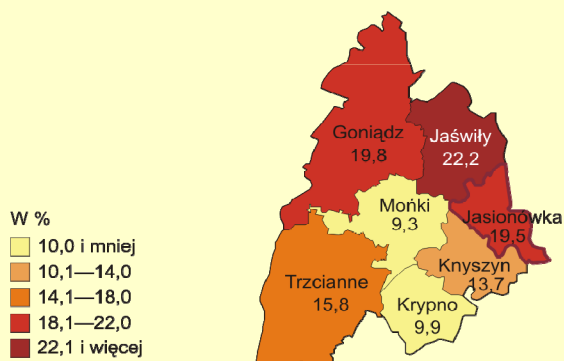 Goniądz
19,8
Jaświły
22,2
Mońki
9,3
Jasionówka
19,5
Knyszyn
13,7
Trzcianne
15,8
Krypno
9,9
W %
10,0 i mniej
10,1—14,0
14,1—18,0
18,1—22,0
22,1 i więcej